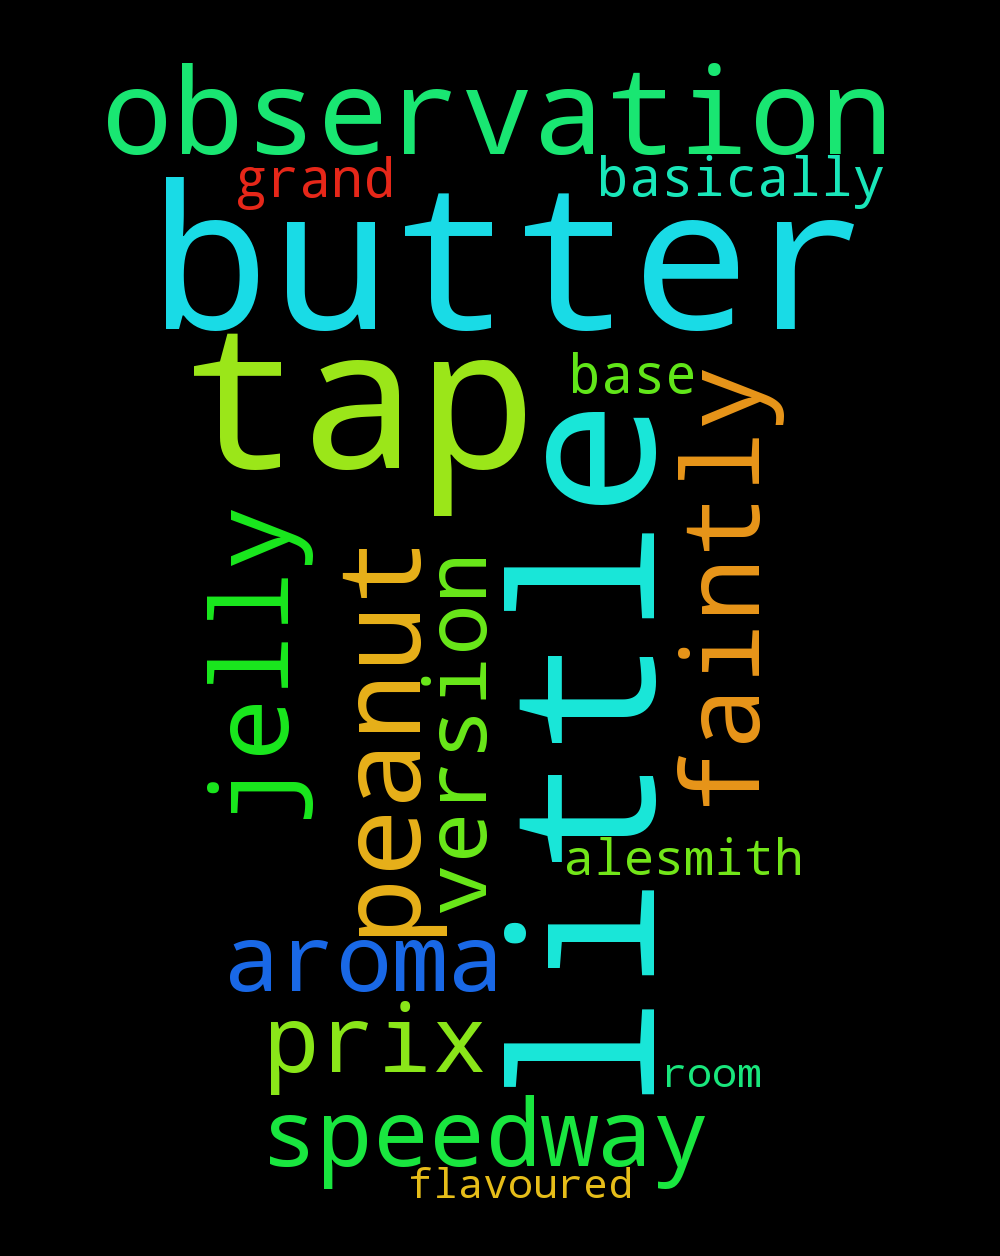 observation
grand
basically
butter
tap
base
faintly
little
jelly
peanut
version
alesmith
aroma
prix
room
speedway
flavoured